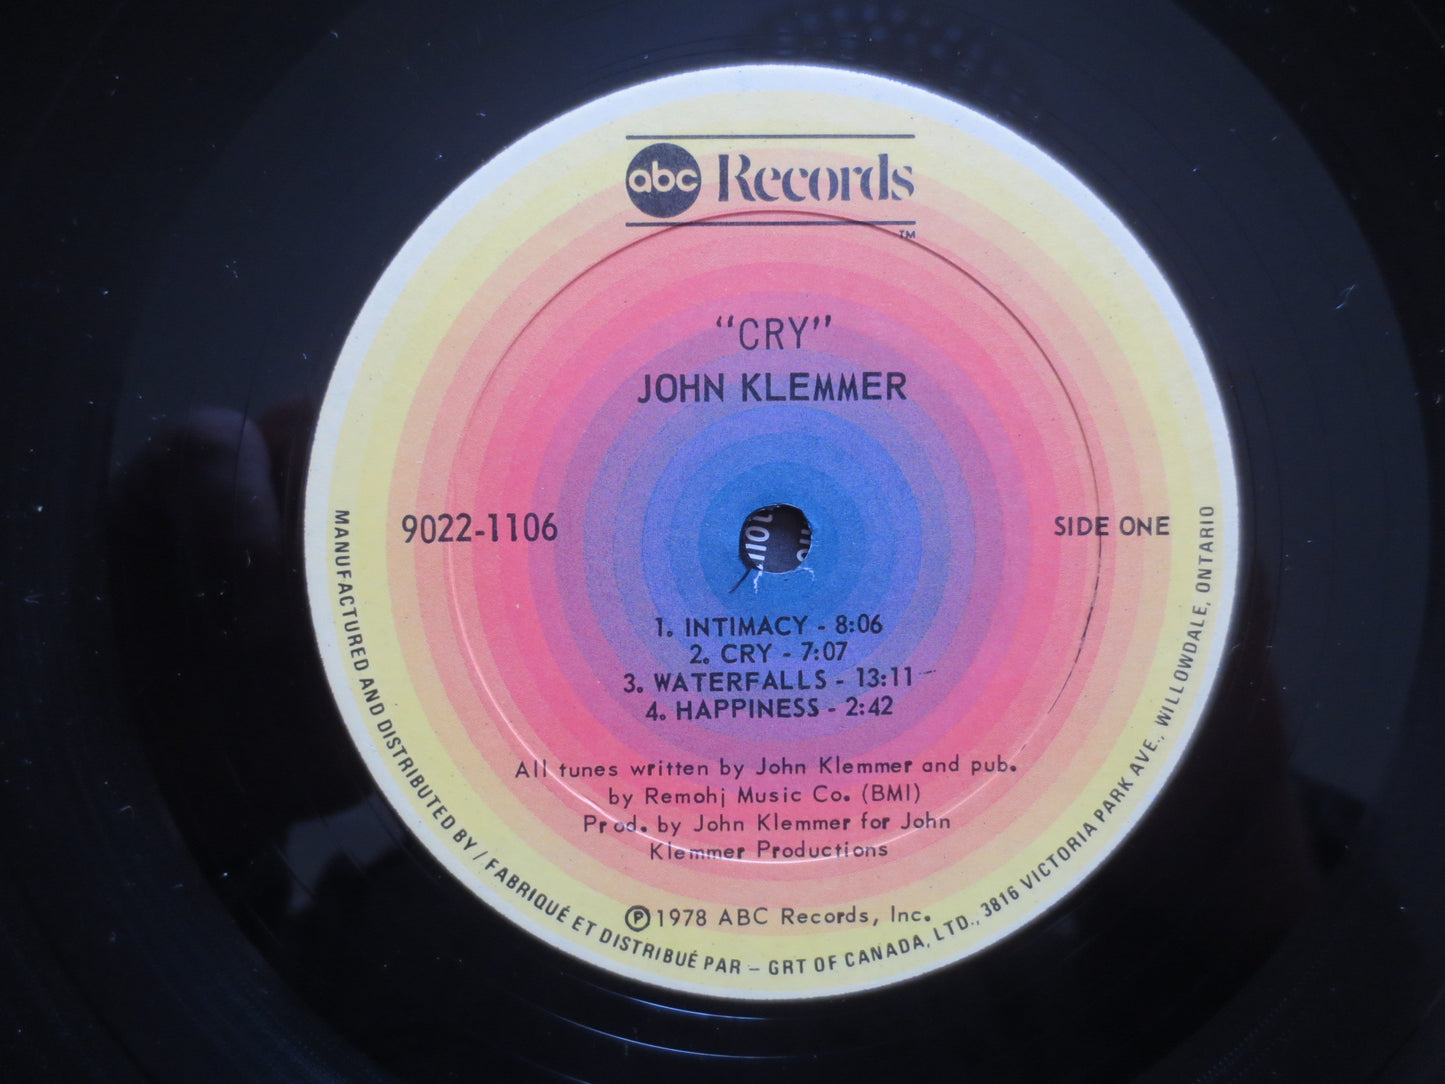 abc Records
TM
"CRY"
JOHN KLEMMER
9022-1106
SIDE ONE
1. INTIMACY - 8:06
2. CRY - 7:07
3. WATERFALLS - 13:11
4. HAPPINESS - 2:42
All tunes written by John Klemmer and pub.
by Remohj Music Co. (BMI)
Prod. by John Klemmer for John
Klemmer Productions
℗1978 ABC Records, Inc.
MANUFACTURED AND DISTRIBUTED BY / FABRIQUÉ ET DISTRIBUÉ PAR – GRT OF CANADA, LTD., 3816 VICTORIA PARK AVE., WILLOWDALE, ONTARIO